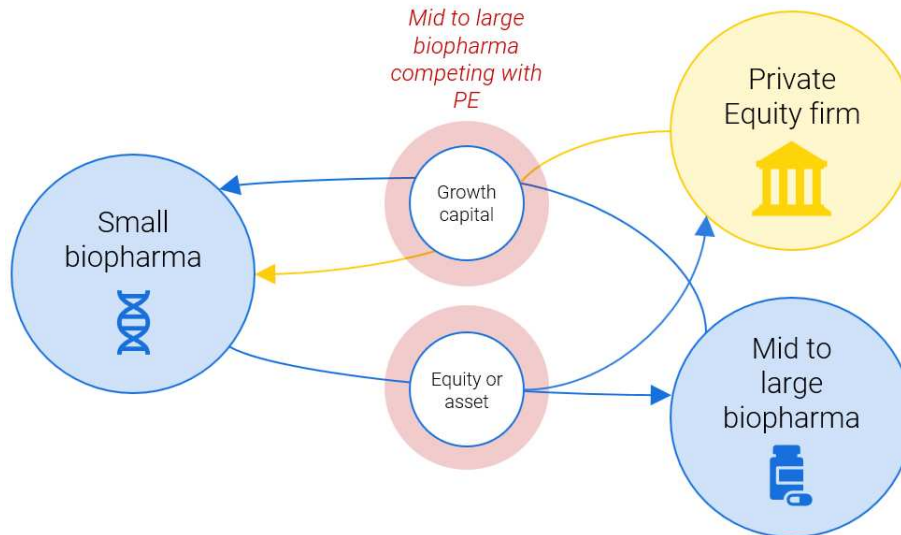 Mid to large
biopharma
competing with
PE
Private
Equity firm
Growth
capital
Small
biopharma
Equity or
asset
Mid to
large
biopharma